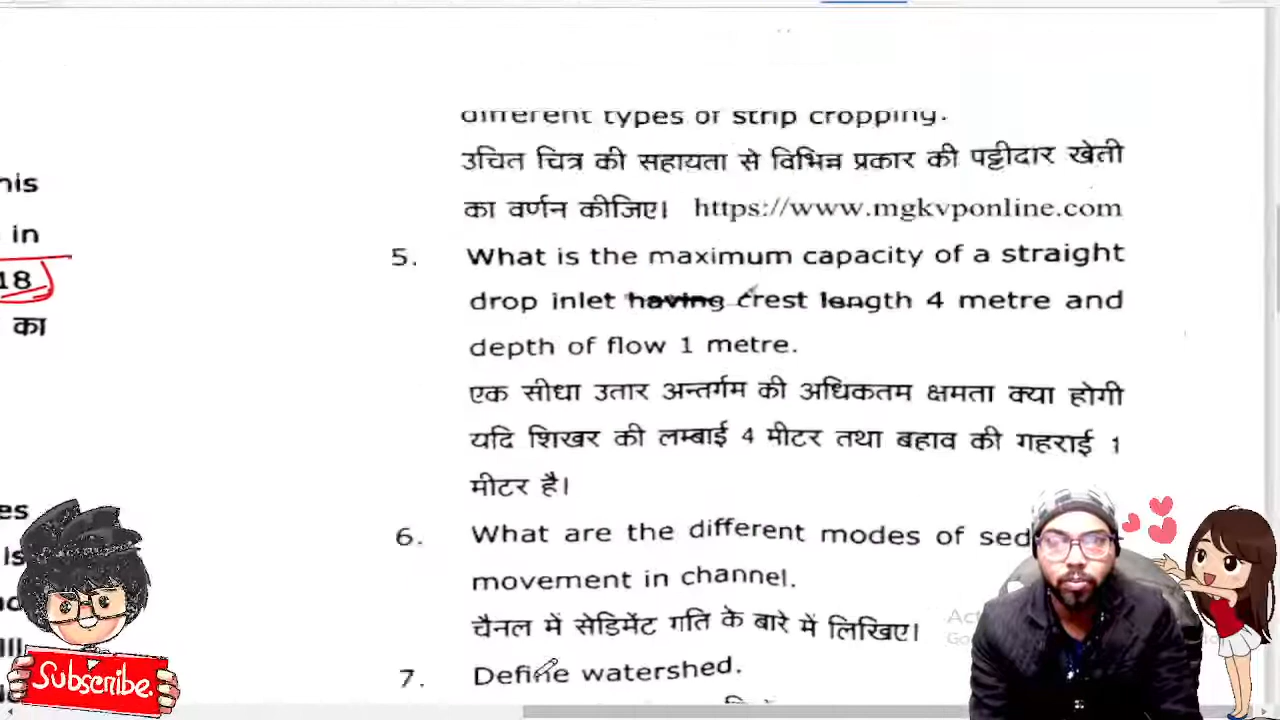 his
in
18
का
es
is
different types of strip cropping.
उचित चित्र की सहायता से विभिन्न प्रकार की पट्टीदार खेती
का वर्णन कीजिए। https://www.mgkvponline.com
5. What is the maximum capacity of a straight
drop inlet having crest length 4 metre and
depth of flow 1 metre.
एक सीधा उतार अन्तर्गम की अधिकतम क्षमता क्या होगी
यदि शिखर की लम्बाई 4 मीटर तथा बहाव की गहराई 1
मीटर है।
6. What are the different modes of sed
movement in channel.
चैनल में सेडिमेंट गति के बारे में लिखिए।
7. Define watershed.
Subscribe.